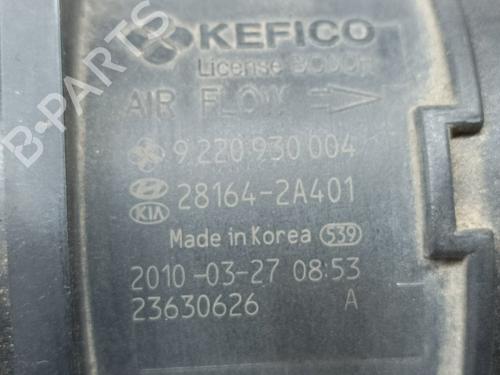 KEFICO
License BOSCH
AIR FLOW
9 220 930 004
28164-2A401
KIA
Made in Korea 539
2010-03-27 08:53
23630626 A
B-PARTS